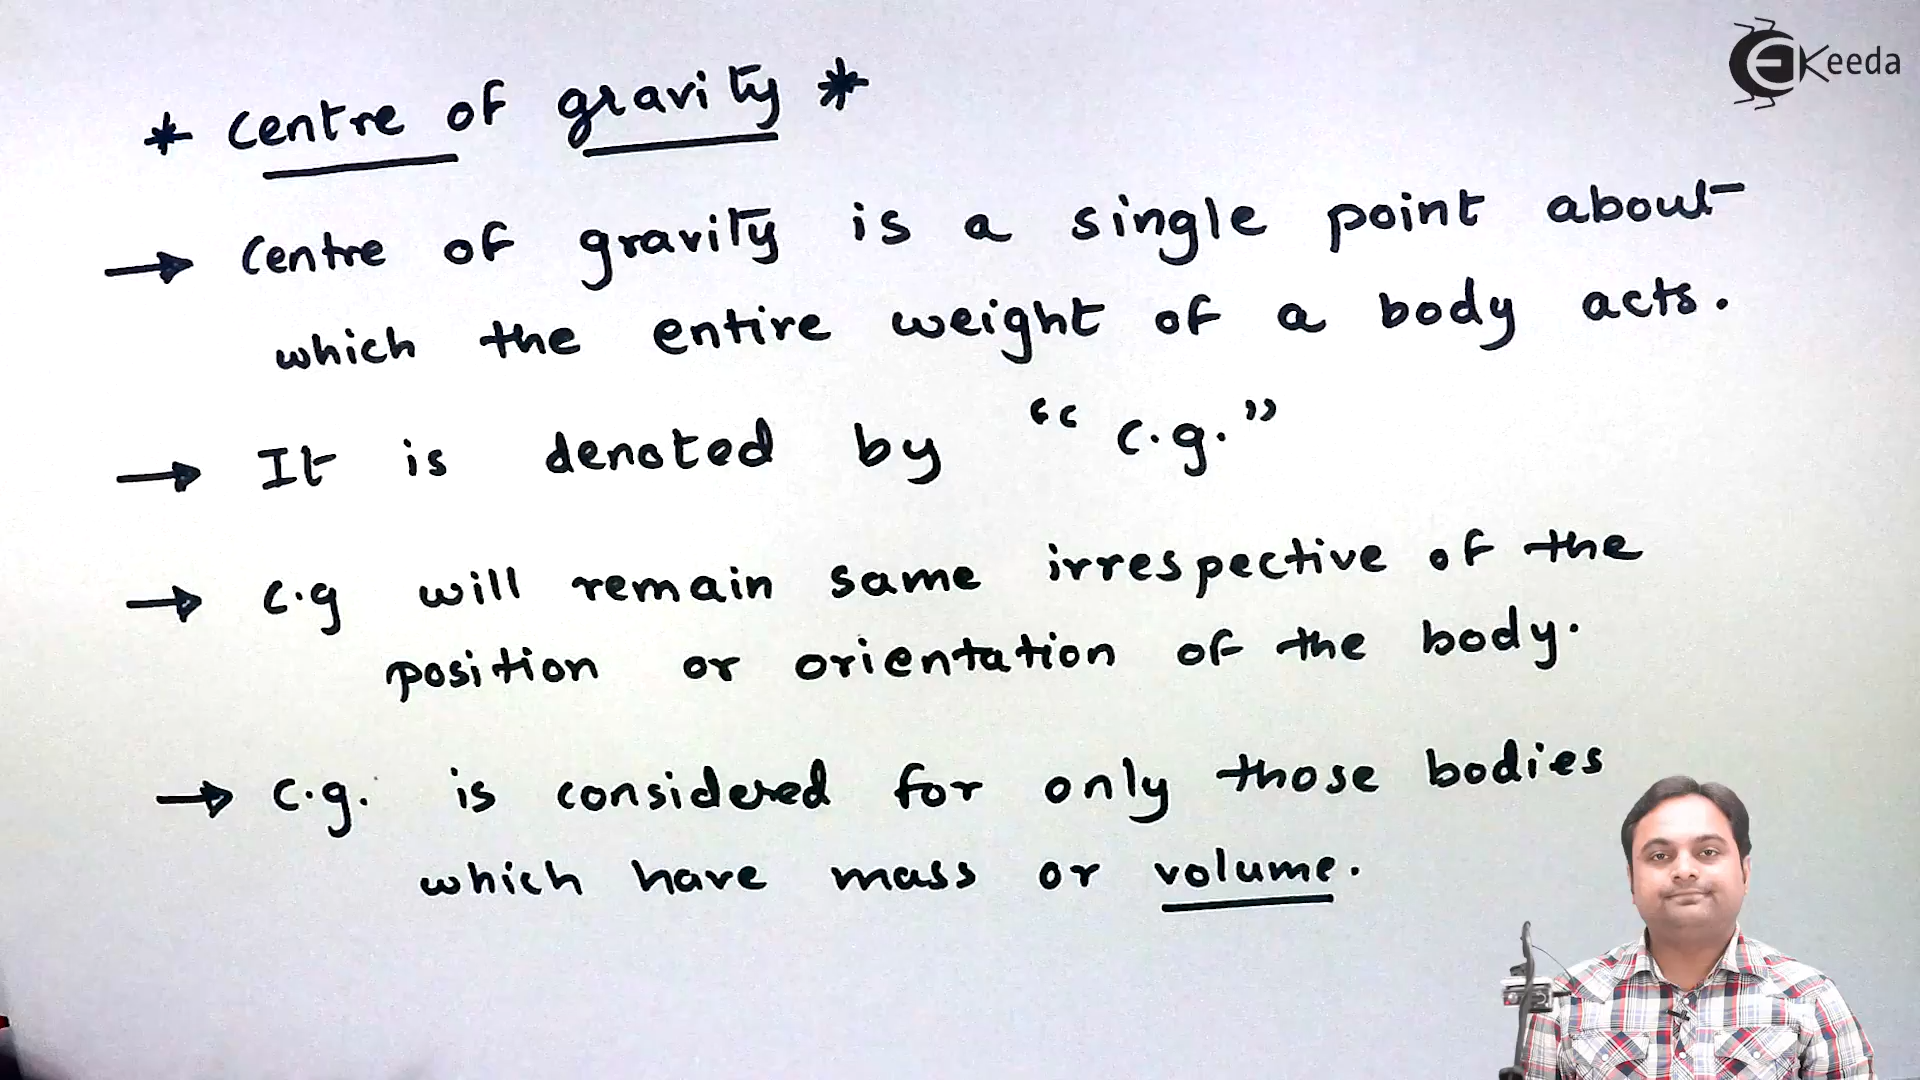 EKeeda
* Centre of gravity *
→ Centre of gravity is a single point about
which the entire weight of a body acts.
→ It is denoted by “c.g.”
→ c.g will remain same irrespective of the
position or orientation of the body.
→ c.g. is considered for only those bodies
which have mass or volume.